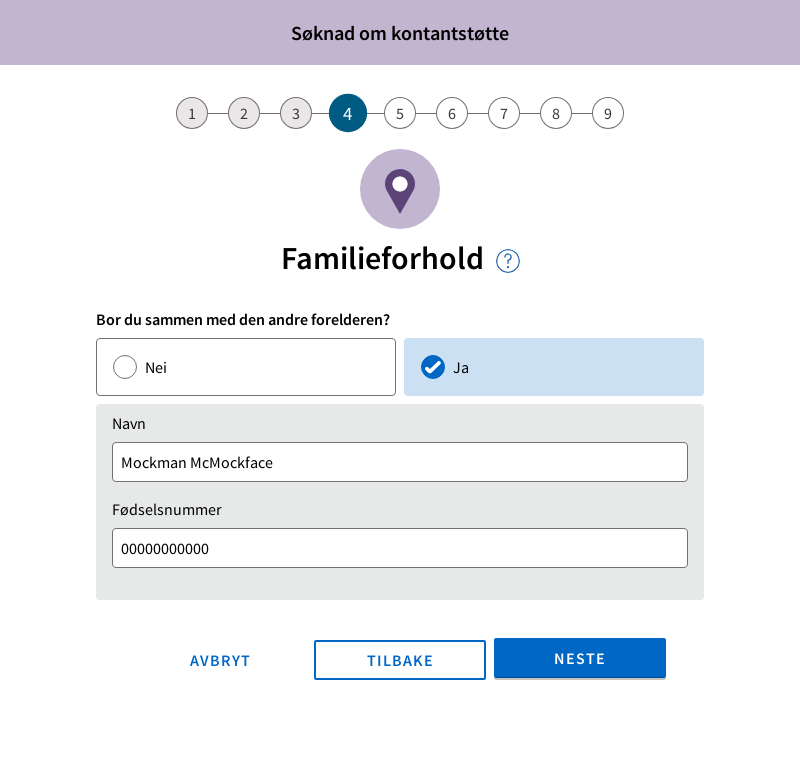 Søknad om kontantstøtte
1 2 3 4 5 6 7 8 9
Familieforhold ?
Bor du sammen med den andre forelderen?
Nei Ja
Navn
Mockman McMockface
Fødselsnummer
00000000000
AVBRYT TILBAKE NESTE